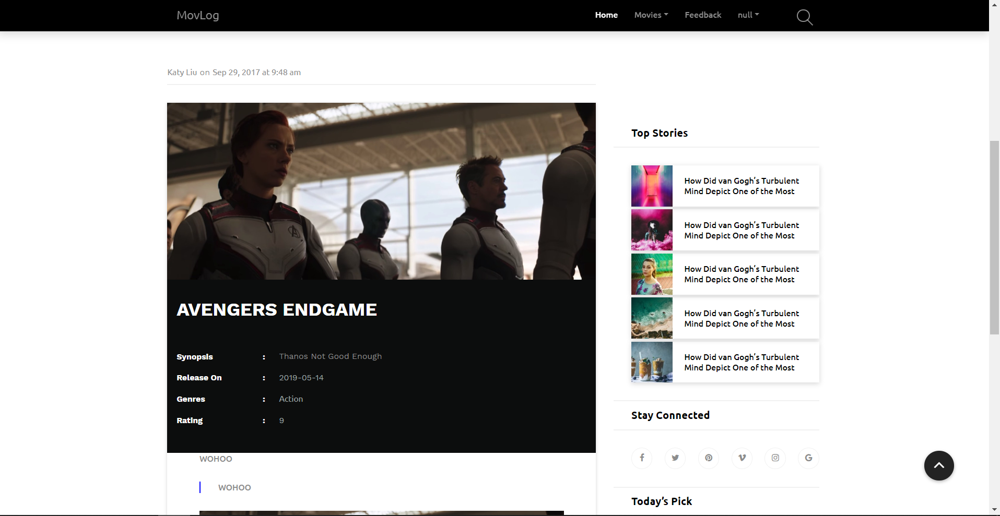 MovLog
Home Movies Feedback null
Katy Liu on Sep 29, 2017 at 9:48 am
AVENGERS ENDGAME
Synopsis : Thanos Not Good Enough
Release On : 2019-05-14
Genres : Action
Rating : 9
WOHOO
WOHOO
Top Stories
How Did van Gogh’s Turbulent
Mind Depict One of the Most
How Did van Gogh’s Turbulent
Mind Depict One of the Most
How Did van Gogh’s Turbulent
Mind Depict One of the Most
How Did van Gogh’s Turbulent
Mind Depict One of the Most
How Did van Gogh’s Turbulent
Mind Depict One of the Most
Stay Connected
Today’s Pick